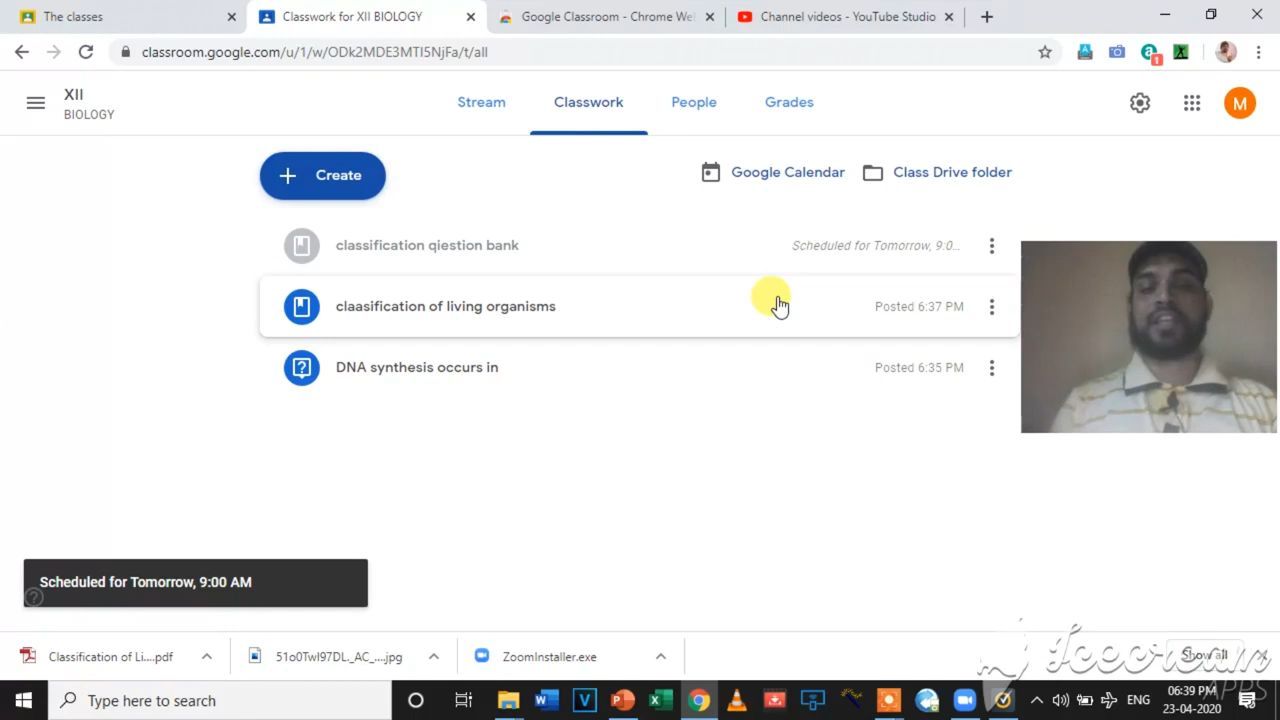 The classes
Classwork for XII BIOLOGY
Google Classroom - Chrome We
Channel videos - YouTube Studio
classroom.google.com/u/1/w/ODk2MDE3MTI5NjFa/t/all
1
XII
BIOLOGY
Stream
Classwork
People
Grades
M
Create
Google Calendar
Class Drive folder
classification qiestion bank
Scheduled for Tomorrow, 9:0...
claasification of living organisms
Posted 6:37 PM
DNA synthesis occurs in
Posted 6:35 PM
Scheduled for Tomorrow, 9:00 AM
Classification of Li....pdf
51o0TwI97DL._AC_....jpg
ZoomInstaller.exe
Show all
Icecream
APPS
Type here to search
ENG
06:39 PM
23-04-2020